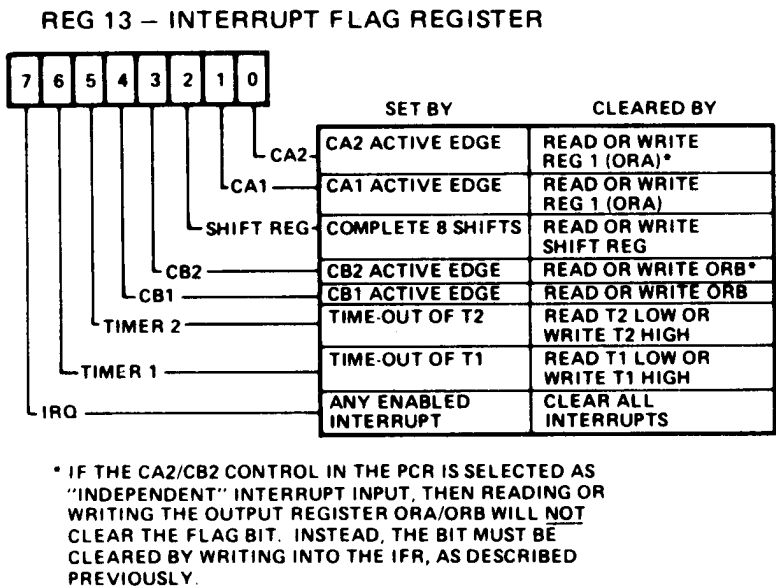 REG 13 – INTERRUPT FLAG REGISTER
7 6 5 4 3 2 1 0
SET BY CLEARED BY
CA2 CA2 ACTIVE EDGE READ OR WRITE
REG 1 (ORA)*
CA1 CA1 ACTIVE EDGE READ OR WRITE
REG 1 (ORA)
SHIFT REG COMPLETE 8 SHIFTS READ OR WRITE
SHIFT REG
CB2 CB2 ACTIVE EDGE READ OR WRITE ORB*
CB1 CB1 ACTIVE EDGE READ OR WRITE ORB
TIMER 2 TIME-OUT OF T2 READ T2 LOW OR
WRITE T2 HIGH
TIMER 1 TIME-OUT OF T1 READ T1 LOW OR
WRITE T1 HIGH
IRQ ANY ENABLED CLEAR ALL
INTERRUPT INTERRUPTS
* IF THE CA2/CB2 CONTROL IN THE PCR IS SELECTED AS
"INDEPENDENT" INTERRUPT INPUT, THEN READING OR
WRITING THE OUTPUT REGISTER ORA/ORB WILL NOT
CLEAR THE FLAG BIT. INSTEAD, THE BIT MUST BE
CLEARED BY WRITING INTO THE IFR, AS DESCRIBED
PREVIOUSLY.